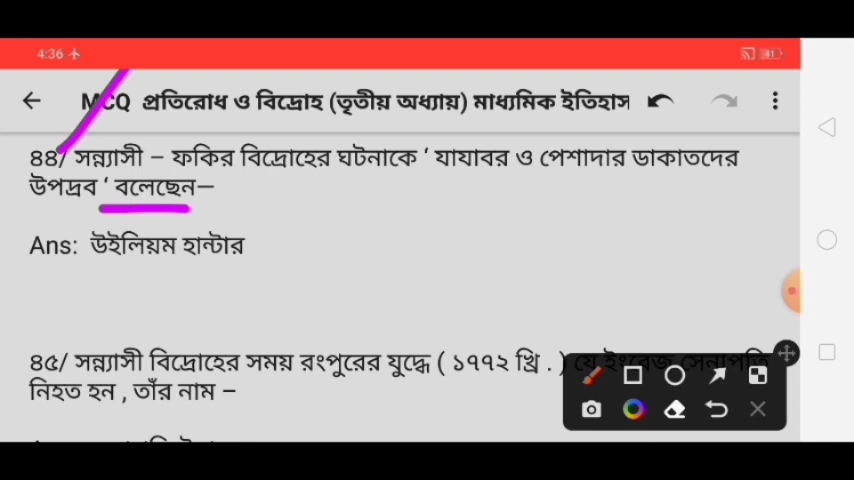 4:36
41
MCQ প্রতিরোধ ও বিদ্রোহ (তৃতীয় অধ্যায়) মাধ্যমিক ইতিহাস
৪৪/ সন্ন্যাসী – ফকির বিদ্রোহের ঘটনাকে ‘ যাযাবর ও পেশাদার ডাকাতদের
উপদ্রব ‘ বলেছেন—
Ans: উইলিয়ম হান্টার
৪৫/ সন্ন্যাসী বিদ্রোহের সময় রংপুরের যুদ্ধে ( ১৭৭২ খ্রি . ) যে ইংরেজ সেনাপতি
নিহত হন , তাঁর নাম –